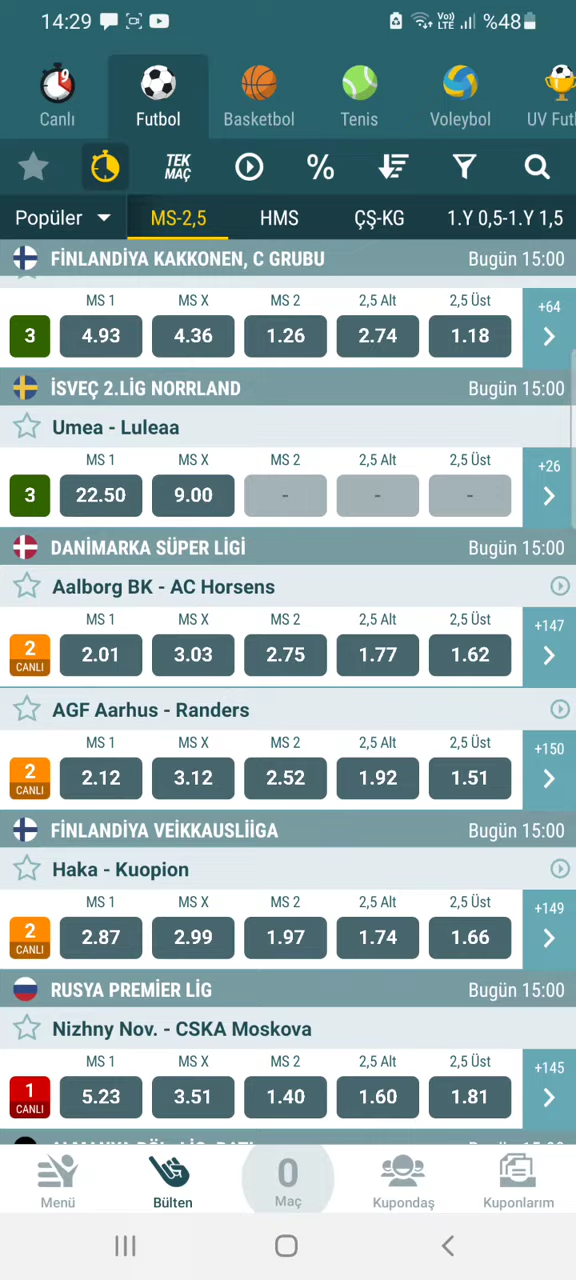 14:29 Vo)) LTE %48
9
Canlı Futbol Basketbol Tenis Voleybol UV Futl
TEK MAÇ %
Popüler MS-2,5 HMS ÇŞ-KG 1.Y 0,5-1.Y 1,5
FİNLANDİYA KAKKONEN, C GRUBU Bugün 15:00
MS 1 MS X MS 2 2,5 Alt 2,5 Üst +64
3 4.93 4.36 1.26 2.74 1.18
İSVEÇ 2.LİG NORRLAND Bugün 15:00
Umea - Luleaa
MS 1 MS X MS 2 2,5 Alt 2,5 Üst +26
3 22.50 9.00 - - -
DANİMARKA SÜPER LİGİ Bugün 15:00
Aalborg BK - AC Horsens
MS 1 MS X MS 2 2,5 Alt 2,5 Üst +147
2 CANLI 2.01 3.03 2.75 1.77 1.62
AGF Aarhus - Randers
MS 1 MS X MS 2 2,5 Alt 2,5 Üst +150
2 CANLI 2.12 3.12 2.52 1.92 1.51
FİNLANDİYA VEİKKAUSLİİGA Bugün 15:00
Haka - Kuopion
MS 1 MS X MS 2 2,5 Alt 2,5 Üst +149
2 CANLI 2.87 2.99 1.97 1.74 1.66
RUSYA PREMİER LİG Bugün 15:00
Nizhny Nov. - CSKA Moskova
MS 1 MS X MS 2 2,5 Alt 2,5 Üst +145
1 CANLI 5.23 3.51 1.40 1.60 1.81
0
Menü Bülten Maç Kupondaş Kuponlarım